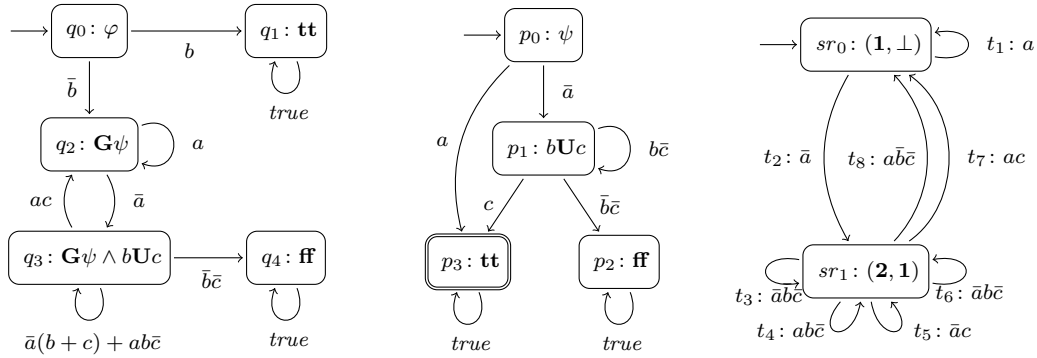 q₀: φ
b
q₁: tt
true
b̄
q₂: Gψ
a
ac
ā
q₃: Gψ ∧ bUc
b̄c̄
q₄: ff
ā(b + c) + abc̄
true
p₀: ψ
a
ā
p₁: bUc
bc̄
c
b̄c̄
p₃: tt
p₂: ff
true
true
sr₀: (1, ⊥)
t₁: a
t₂: ā
t₈: ab̄c̄
t₇: ac
sr₁: (2, 1)
t₃: ābc̄
t₆: āb̄c̄
t₄: abc̄
t₅: āc